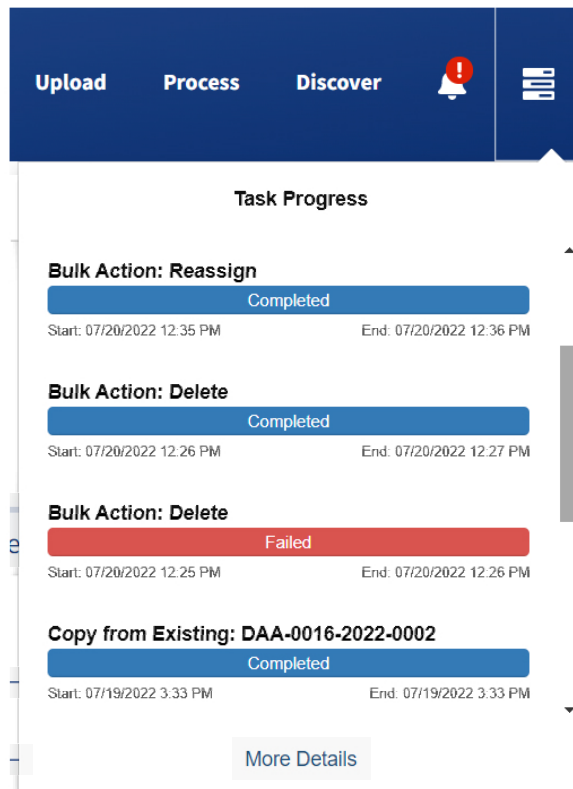 Upload Process Discover !
Task Progress
Bulk Action: Reassign
Completed
Start: 07/20/2022 12:35 PM End: 07/20/2022 12:36 PM
Bulk Action: Delete
Completed
Start: 07/20/2022 12:26 PM End: 07/20/2022 12:27 PM
Bulk Action: Delete
Failed
e
Start: 07/20/2022 12:25 PM End: 07/20/2022 12:26 PM
Copy from Existing: DAA-0016-2022-0002
Completed
Start: 07/19/2022 3:33 PM End: 07/19/2022 3:33 PM
More Details